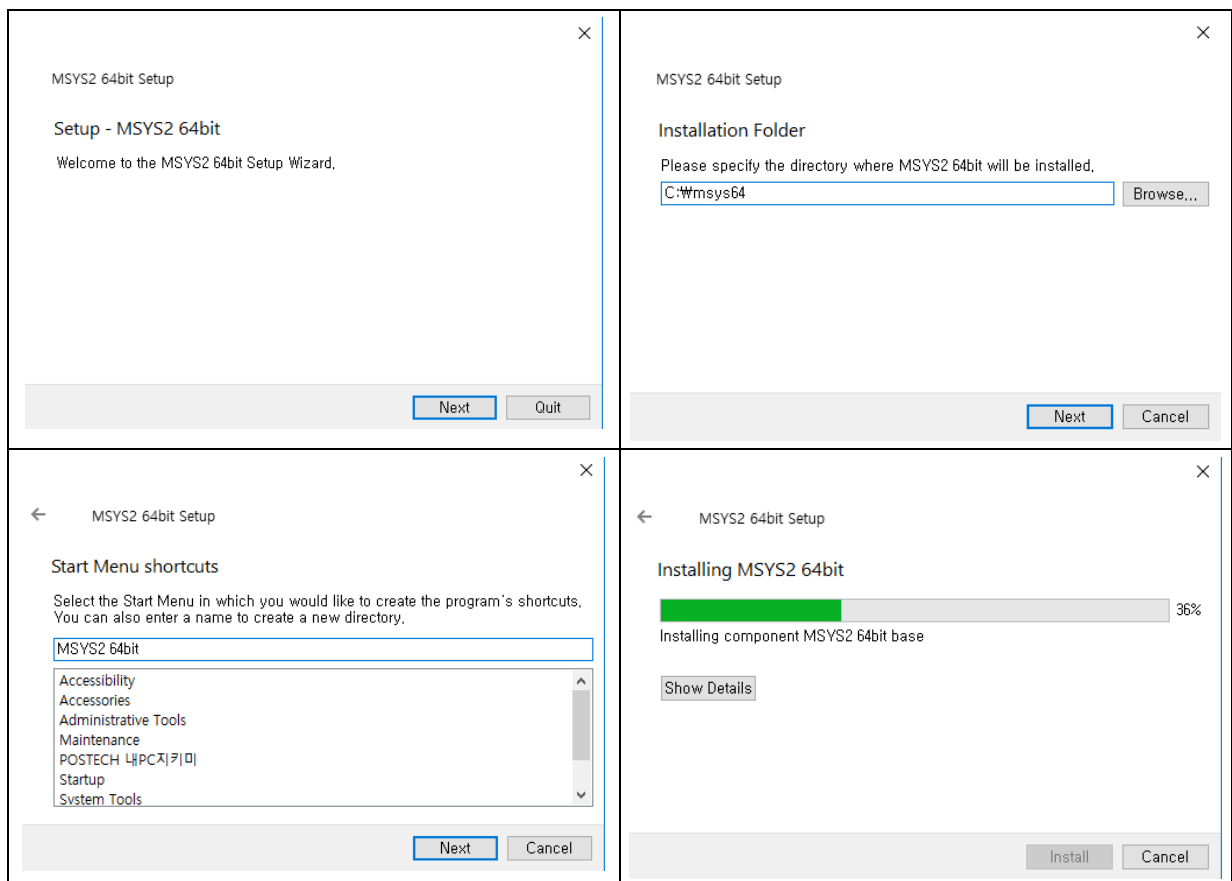 MSYS2 64bit Setup
Setup - MSYS2 64bit
Welcome to the MSYS2 64bit Setup Wizard,
Next
Quit
MSYS2 64bit Setup
Installation Folder
Please specify the directory where MSYS2 64bit will be installed,
C:₩msys64
Browse,,,
Next
Cancel
MSYS2 64bit Setup
Start Menu shortcuts
Select the Start Menu in which you would like to create the program's shortcuts,
You can also enter a name to create a new directory,
MSYS2 64bit
Accessibility
Accessories
Administrative Tools
Maintenance
POSTECH 내PC지키미
Startup
System Tools
Next
Cancel
MSYS2 64bit Setup
Installing MSYS2 64bit
36%
Installing component MSYS2 64bit base
Show Details
Install
Cancel